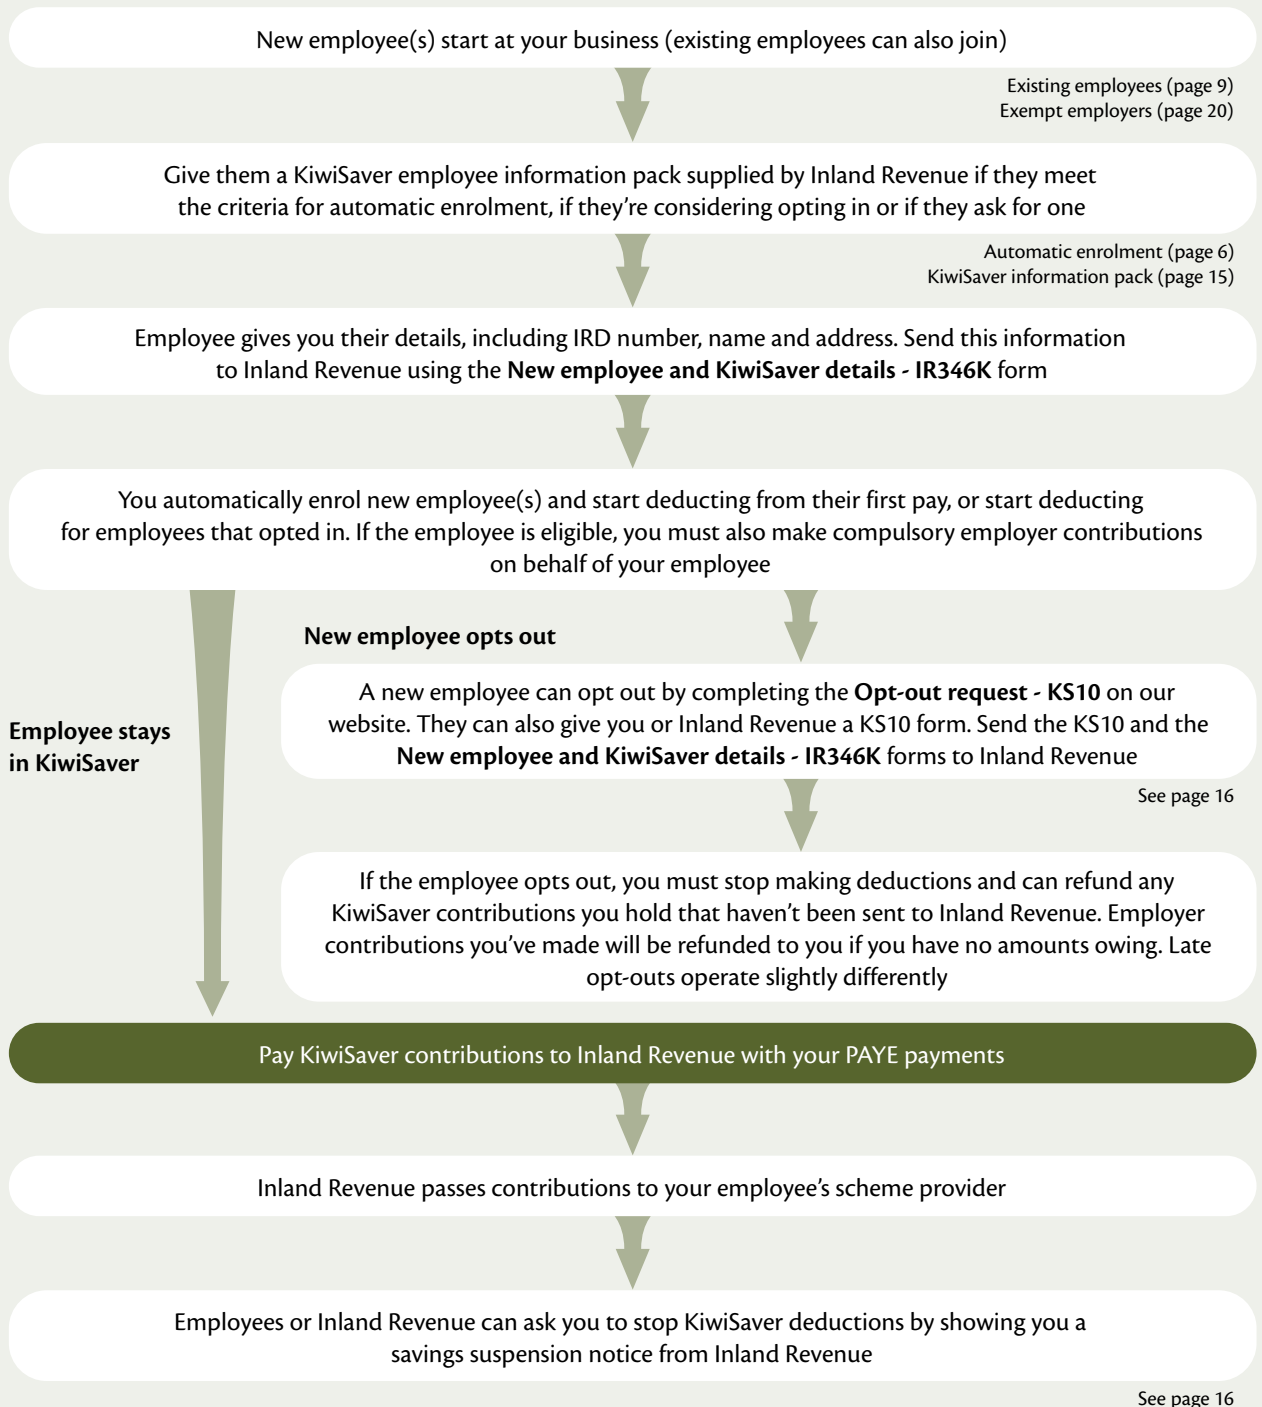 New employee(s) start at your business (existing employees can also join)
Existing employees (page 9)
Exempt employers (page 20)
Give them a KiwiSaver employee information pack supplied by Inland Revenue if they meet
the criteria for automatic enrolment, if they're considering opting in or if they ask for one
Automatic enrolment (page 6)
KiwiSaver information pack (page 15)
Employee gives you their details, including IRD number, name and address. Send this information
to Inland Revenue using the New employee and KiwiSaver details - IR346K form
You automatically enrol new employee(s) and start deducting from their first pay, or start deducting
for employees that opted in. If the employee is eligible, you must also make compulsory employer contributions
on behalf of your employee
New employee opts out
A new employee can opt out by completing the Opt-out request - KS10 on our
website. They can also give you or Inland Revenue a KS10 form. Send the KS10 and the
New employee and KiwiSaver details - IR346K forms to Inland Revenue
See page 16
Employee stays
in KiwiSaver
If the employee opts out, you must stop making deductions and can refund any
KiwiSaver contributions you hold that haven't been sent to Inland Revenue. Employer
contributions you've made will be refunded to you if you have no amounts owing. Late
opt-outs operate slightly differently
Pay KiwiSaver contributions to Inland Revenue with your PAYE payments
Inland Revenue passes contributions to your employee's scheme provider
Employees or Inland Revenue can ask you to stop KiwiSaver deductions by showing you a
savings suspension notice from Inland Revenue
See page 16